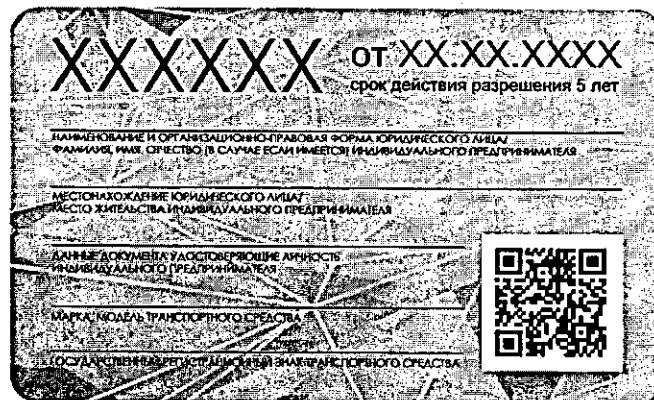 XXXXXX
от XX.XX.XXXX
срок действия разрешения 5 лет
НАИМЕНОВАНИЕ И ОРГАНИЗАЦИОННО-ПРАВОВАЯ ФОРМА ЮРИДИЧЕСКОГО ЛИЦА/
ФАМИЛИЯ, ИМЯ, ОТЧЕСТВО (В СЛУЧАЕ ЕСЛИ ИМЕЕТСЯ) ИНДИВИДУАЛЬНОГО ПРЕДПРИНИМАТЕЛЯ
МЕСТОНАХОЖДЕНИЕ ЮРИДИЧЕСКОГО ЛИЦА/
МЕСТО ЖИТЕЛЬСТВА ИНДИВИДУАЛЬНОГО ПРЕДПРИНИМАТЕЛЯ
ДАННЫЕ ДОКУМЕНТА УДОСТОВЕРЯЮЩИЕ ЛИЧНОСТЬ
ИНДИВИДУАЛЬНОГО ПРЕДПРИНИМАТЕЛЯ
МАРКА, МОДЕЛЬ ТРАНСПОРТНОГО СРЕДСТВА
ГОСУДАРСТВЕННЫЙ РЕГИСТРАЦИОННЫЙ ЗНАК ТРАНСПОРТНОГО СРЕДСТВА